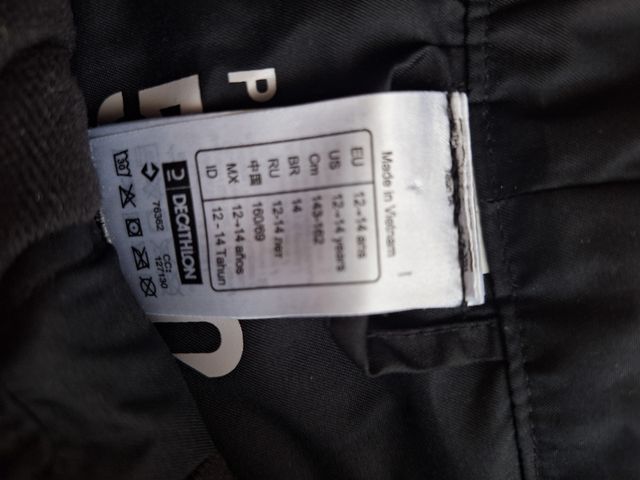 Made in Vietnam
EU 12-14 ans
US 12-14 years
Cm 143-152
BR 14
RU 12-14 лет
中国 160/69
MX 12-14 años
ID 12 - 14 Tahun
DECATHLON
76362 CC: 127130
30
P